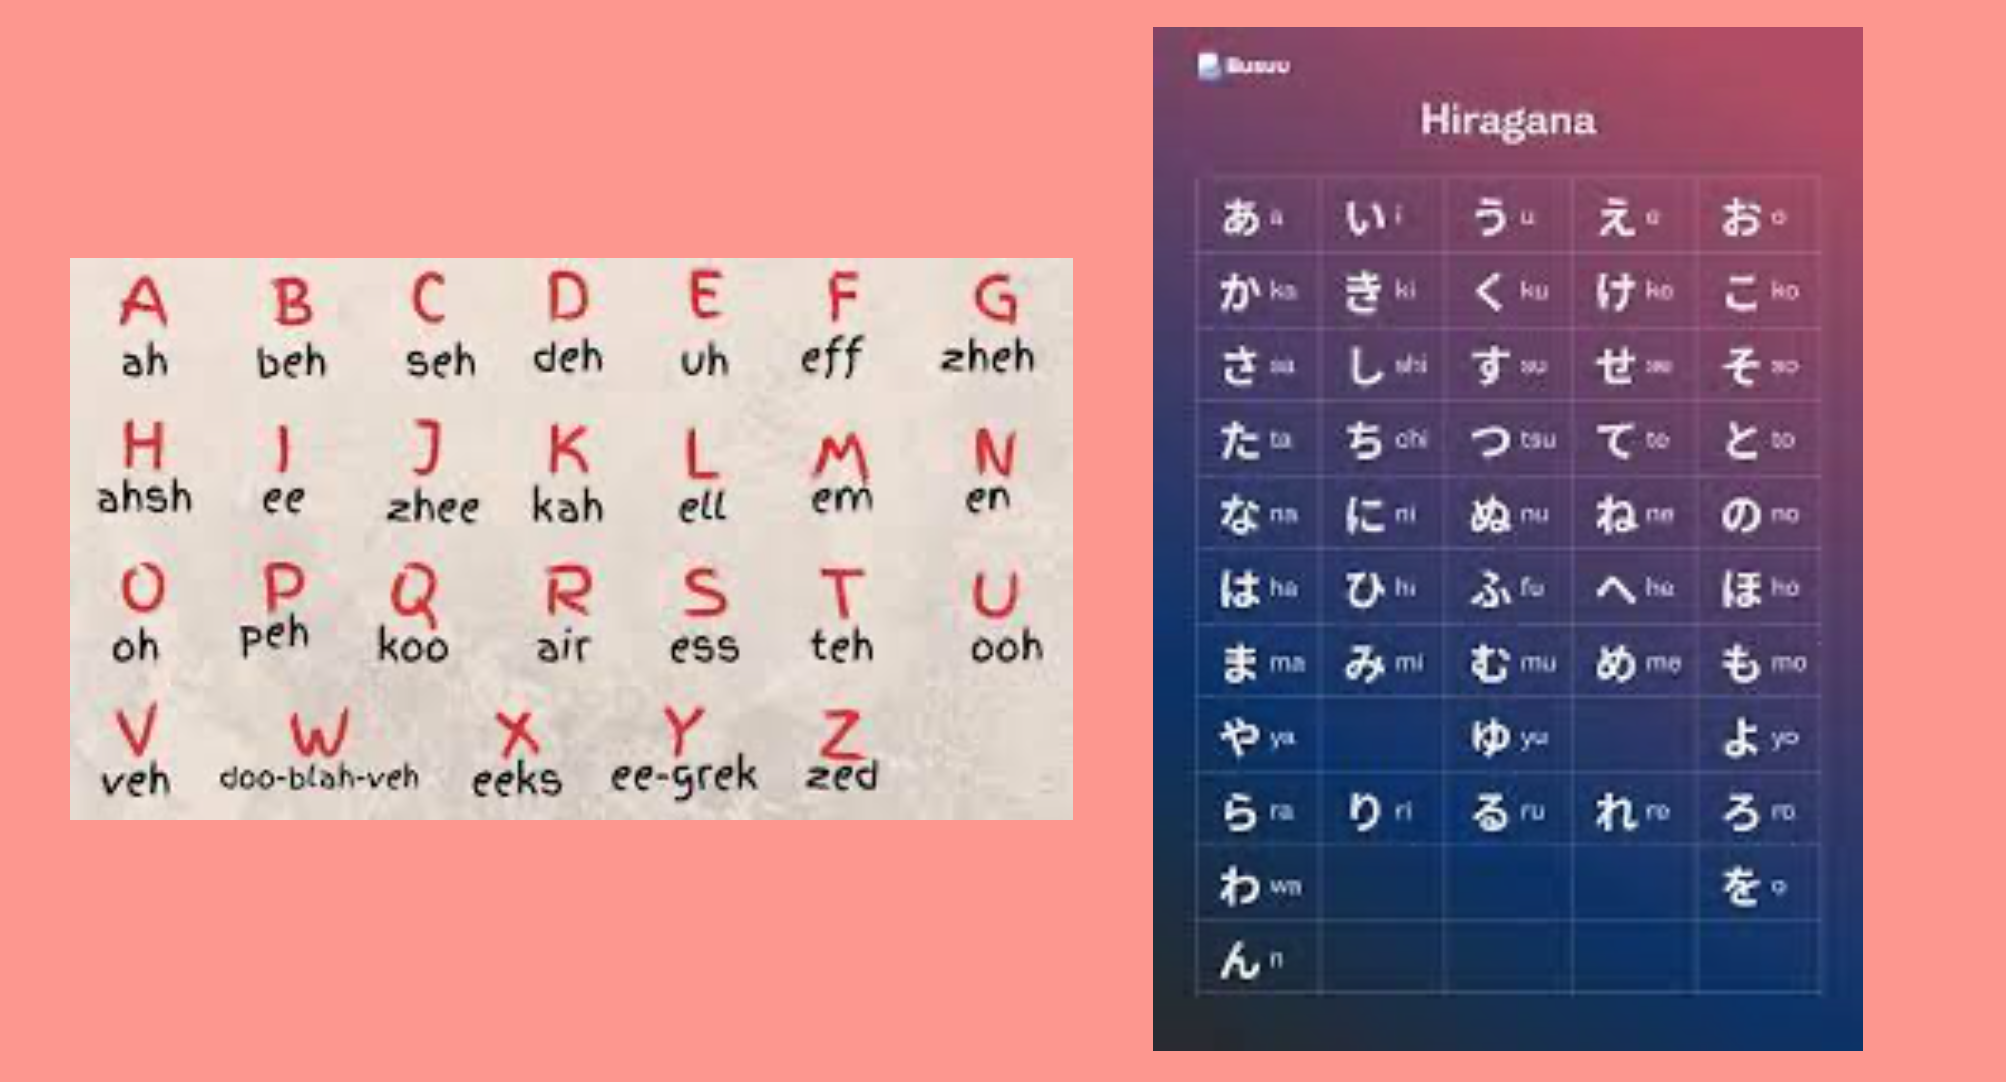 A B C D E F G
ah beh seh deh uh eff zheh
H I J K L M N
ahsh ee zhee kah ell em en
O P Q R S T U
oh peh koo air ess teh ooh
V W X Y Z
veh doo-blah-veh eeks ee-grek zed
Busuu
Hiragana
あ a い i う u え e お o
か ka き ki く ku け ke こ ko
さ sa し shi す su せ se そ so
た ta ち chi つ tsu て te と to
な na に ni ぬ nu ね ne の no
は ha ひ hi ふ fu へ he ほ ho
ま ma み mi む mu め me も mo
や ya ゆ yu よ yo
ら ra り ri る ru れ re ろ ro
わ wa を o
ん n